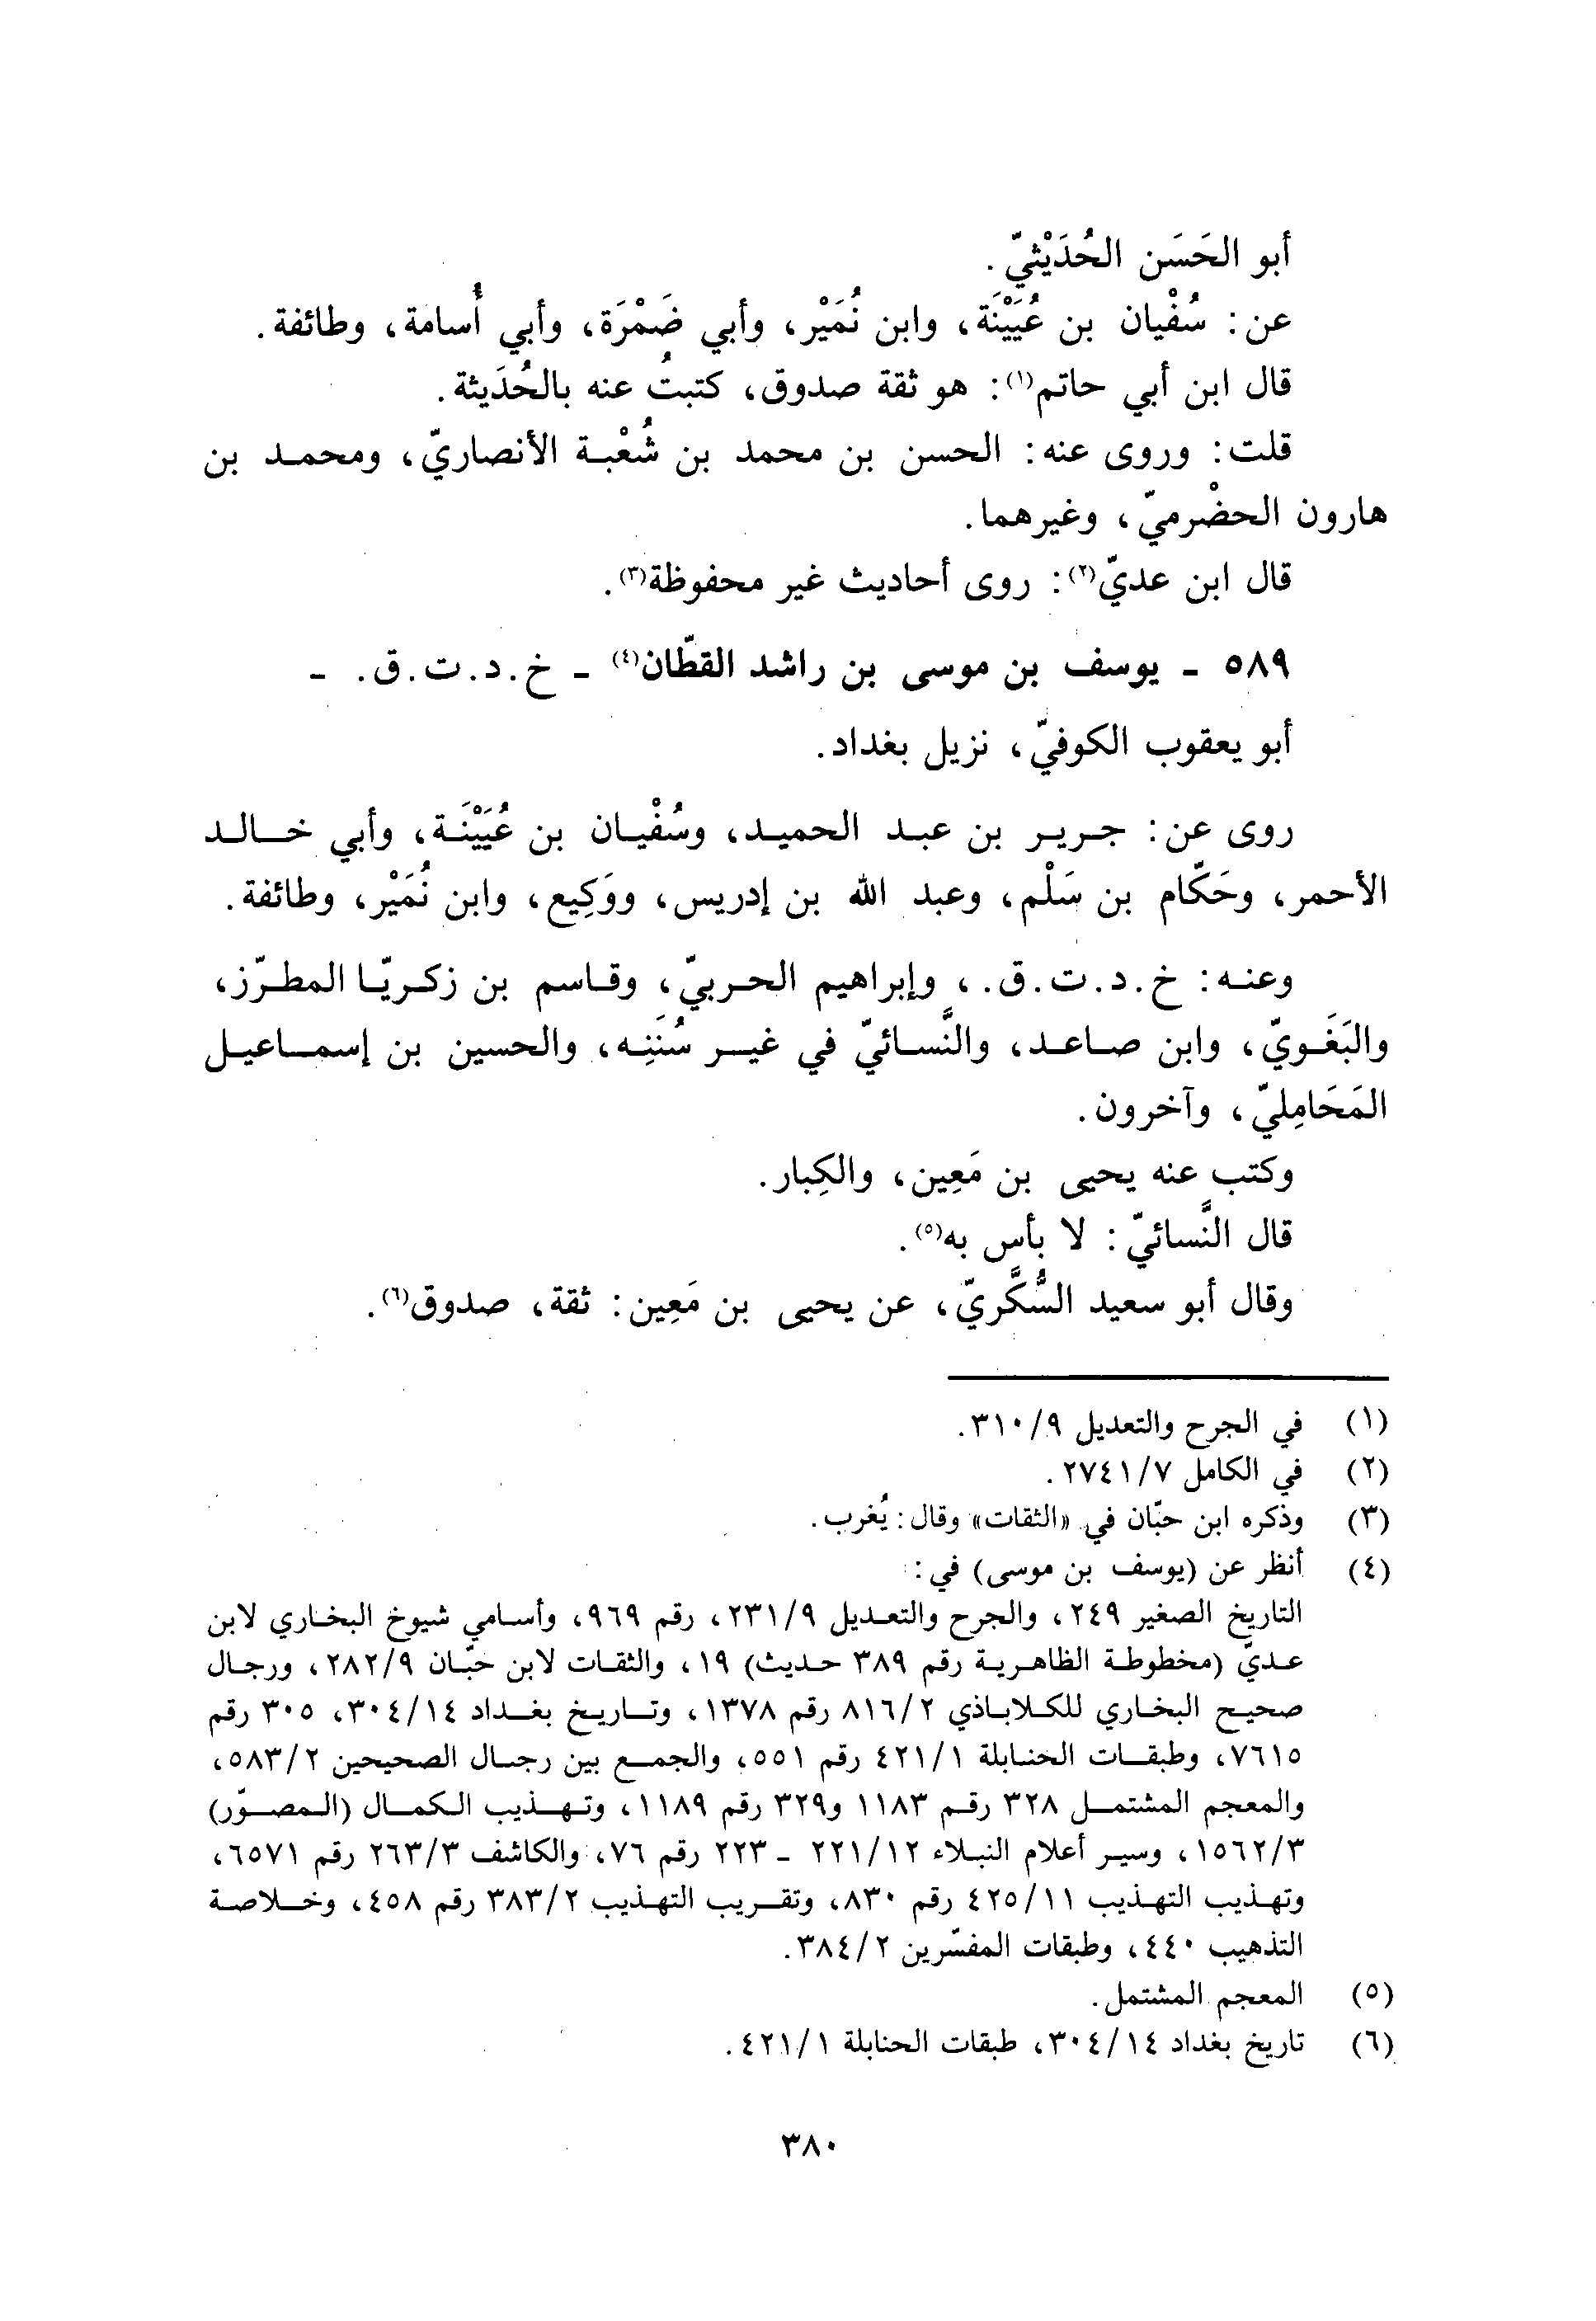 أبو الحَسَن الحُدَيْثيّ.
عن: سُفْيان بن عُيَيْنَة، وابن نُمَيْر، وأبي ضَمْرَة، وأبي أُسامة، وطائفة.
قال ابن أبي حاتم(١): هو ثقة صدوق، كتبتُ عنه بالحُدَيثة.
قلت: وروى عنه: الحسن بن محمد بن شُعْبة الأنصاريّ، ومحمد بن
هارون الحضْرميّ، وغيرهما.
قال ابن عديّ(٢): روى أحاديث غير محفوظة(٣).
٥٨٩ - يوسف بن موسى بن راشد القطّان(٤) - خ. د. ت. ق. -
أبو يعقوب الكوفيّ، نزيل بغداد.
روى عن: جرير بن عبد الحميد، وسُفْيان بن عُيَيْنَة، وأبي خالد
الأحمر، وحَكّام بن سَلْم، وعبد الله بن إدريس، ووَكِيع، وابن نُمَيْر، وطائفة.
وعنه: خ. د. ت. ق.، وإبراهيم الحربيّ، وقاسم بن زكريّا المطرّز،
والبَغَويّ، وابن صاعد، والنَّسائيّ في غير سُنَنِه، والحسين بن إسماعيل
المَحَامِليّ، وآخرون.
وكتب عنه يحيى بن مَعِين، والكِبار.
قال النَّسائيّ: لا بأس به(٥).
وقال أبو سعيد السُّكَّريّ، عن يحيى بن مَعِين: ثقة، صدوق(٦).
(١) في الجرح والتعديل ٣١٠/٩.
(٢) في الكامل ٢٧٤١/٧.
(٣) وذكره ابن حبّان في «الثقات» وقال: يُغرب.
(٤) أنظر عن (يوسف بن موسى) في:
التاريخ الصغير ٢٤٩، والجرح والتعديل ٢٣١/٩، رقم ٩٦٩، وأسامي شيوخ البخاري لابن
عديّ (مخطوطة الظاهرية رقم ٣٨٩ حديث) ١٩، والثقات لابن حبّان ٢٨٢/٩، ورجال
صحيح البخاري للكلاباذي ٨١٦/٢ رقم ١٣٧٨، وتاريخ بغداد ٣٠٤/١٤، ٣٠٥ رقم
٧٦١٥، وطبقات الحنابلة ٤٢١/١ رقم ٥٥١، والجمع بين رجال الصحيحين ٥٨٣/٢،
والمعجم المشتمل ٣٢٨ رقم ١١٨٣ و٣٢٩ رقم ١١٨٩، وتهذيب الكمال (المصوّر)
١٥٦٢/٣، وسير أعلام النبلاء ٢٢١/١٢ - ٢٢٣ رقم ٧٦، والكاشف ٢٦٣/٣ رقم ٦٥٧١،
وتهذيب التهذيب ٤٢٥/١١ رقم ٨٣٠، وتقريب التهذيب ٣٨٣/٢ رقم ٤٥٨، وخلاصة
التذهيب ٤٤٠، وطبقات المفسّرين ٣٨٤/٢.
(٥) المعجم المشتمل.
(٦) تاريخ بغداد ٣٠٤/١٤، طبقات الحنابلة ٤٢١/١.
٣٨٠